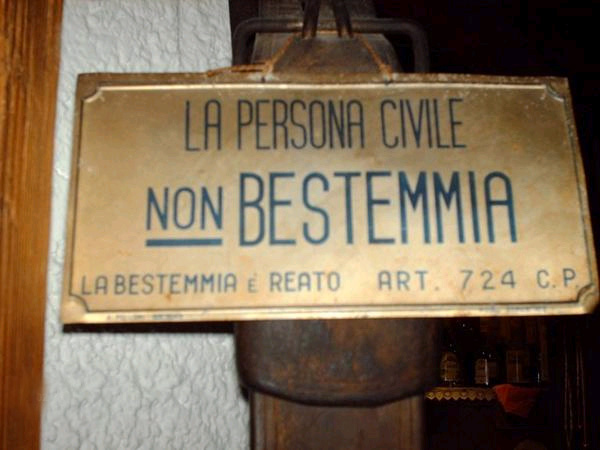 LA PERSONA CIVILE
NON BESTEMMIA
LA BESTEMMIA È REATO ART. 724 C.P.